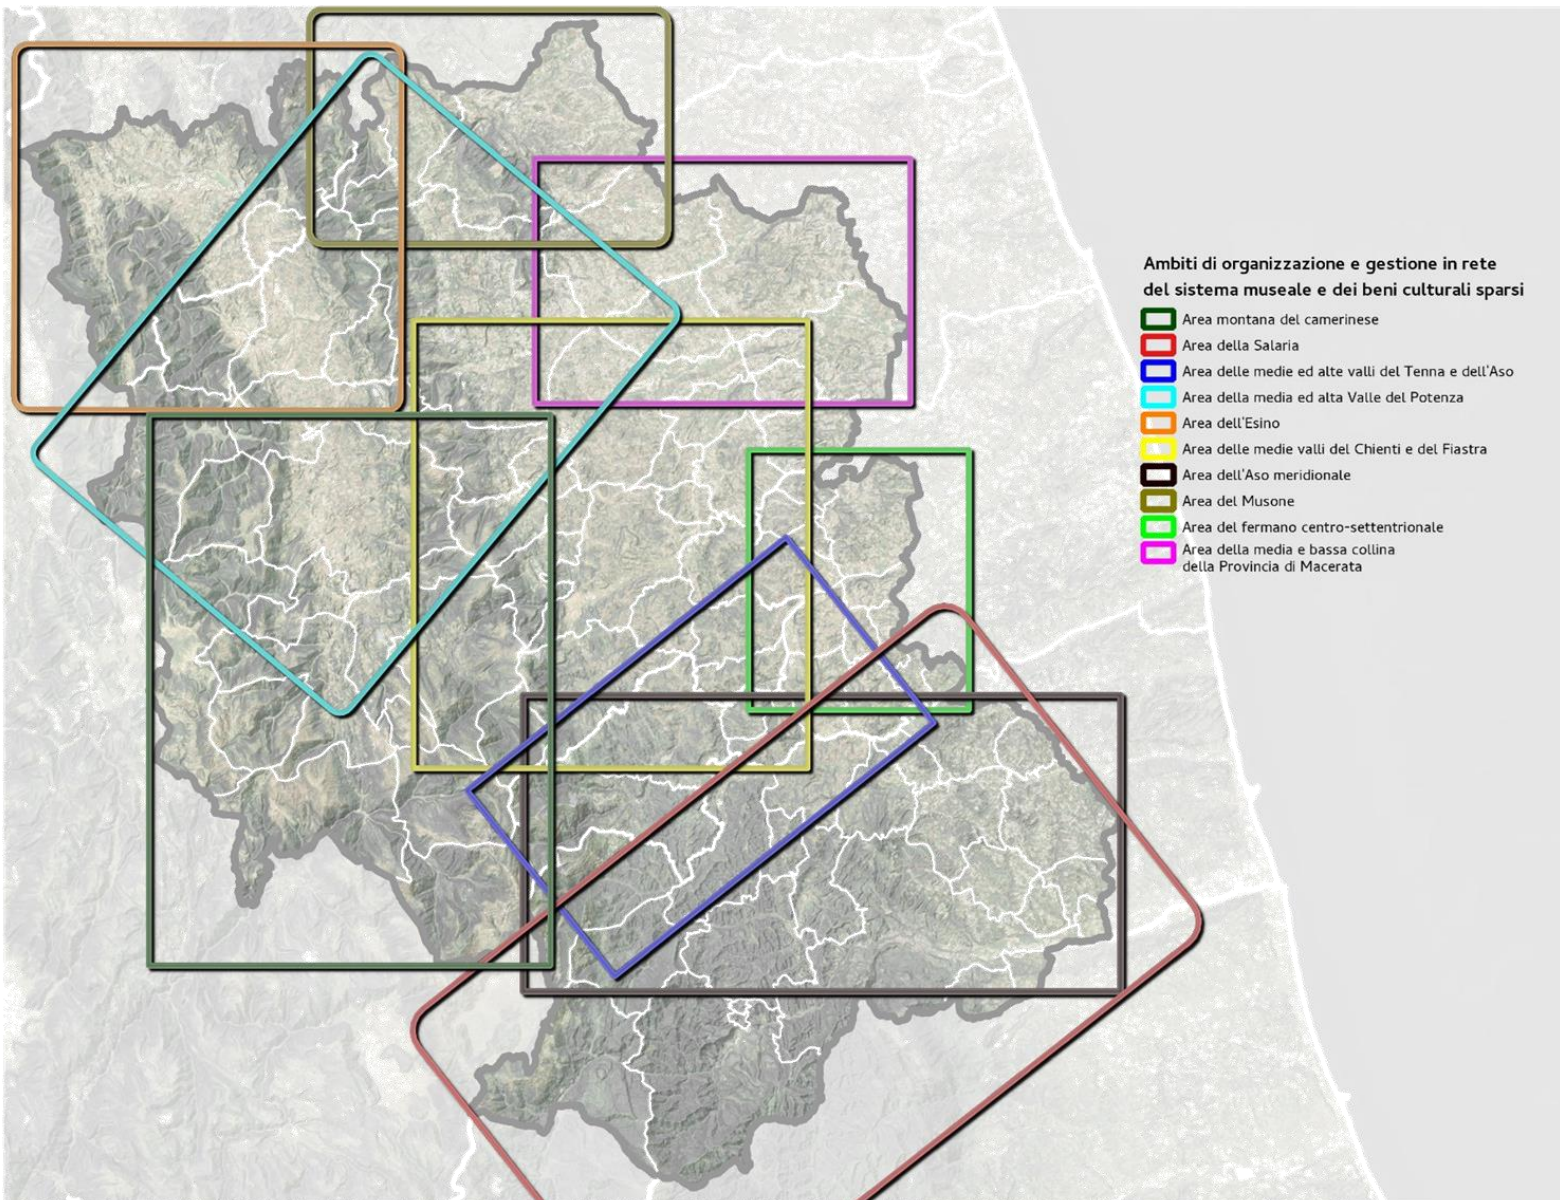 Ambiti di organizzazione e gestione in rete
del sistema museale e dei beni culturali sparsi
Area montana del camerinese
Area della Salaria
Area delle medie ed alte valli del Tenna e dell'Aso
Area della media ed alta Valle del Potenza
Area dell'Esino
Area delle medie valli del Chienti e del Fiastra
Area dell'Aso meridionale
Area del Musone
Area del fermano centro-settentrionale
Area della media e bassa collina
della Provincia di Macerata